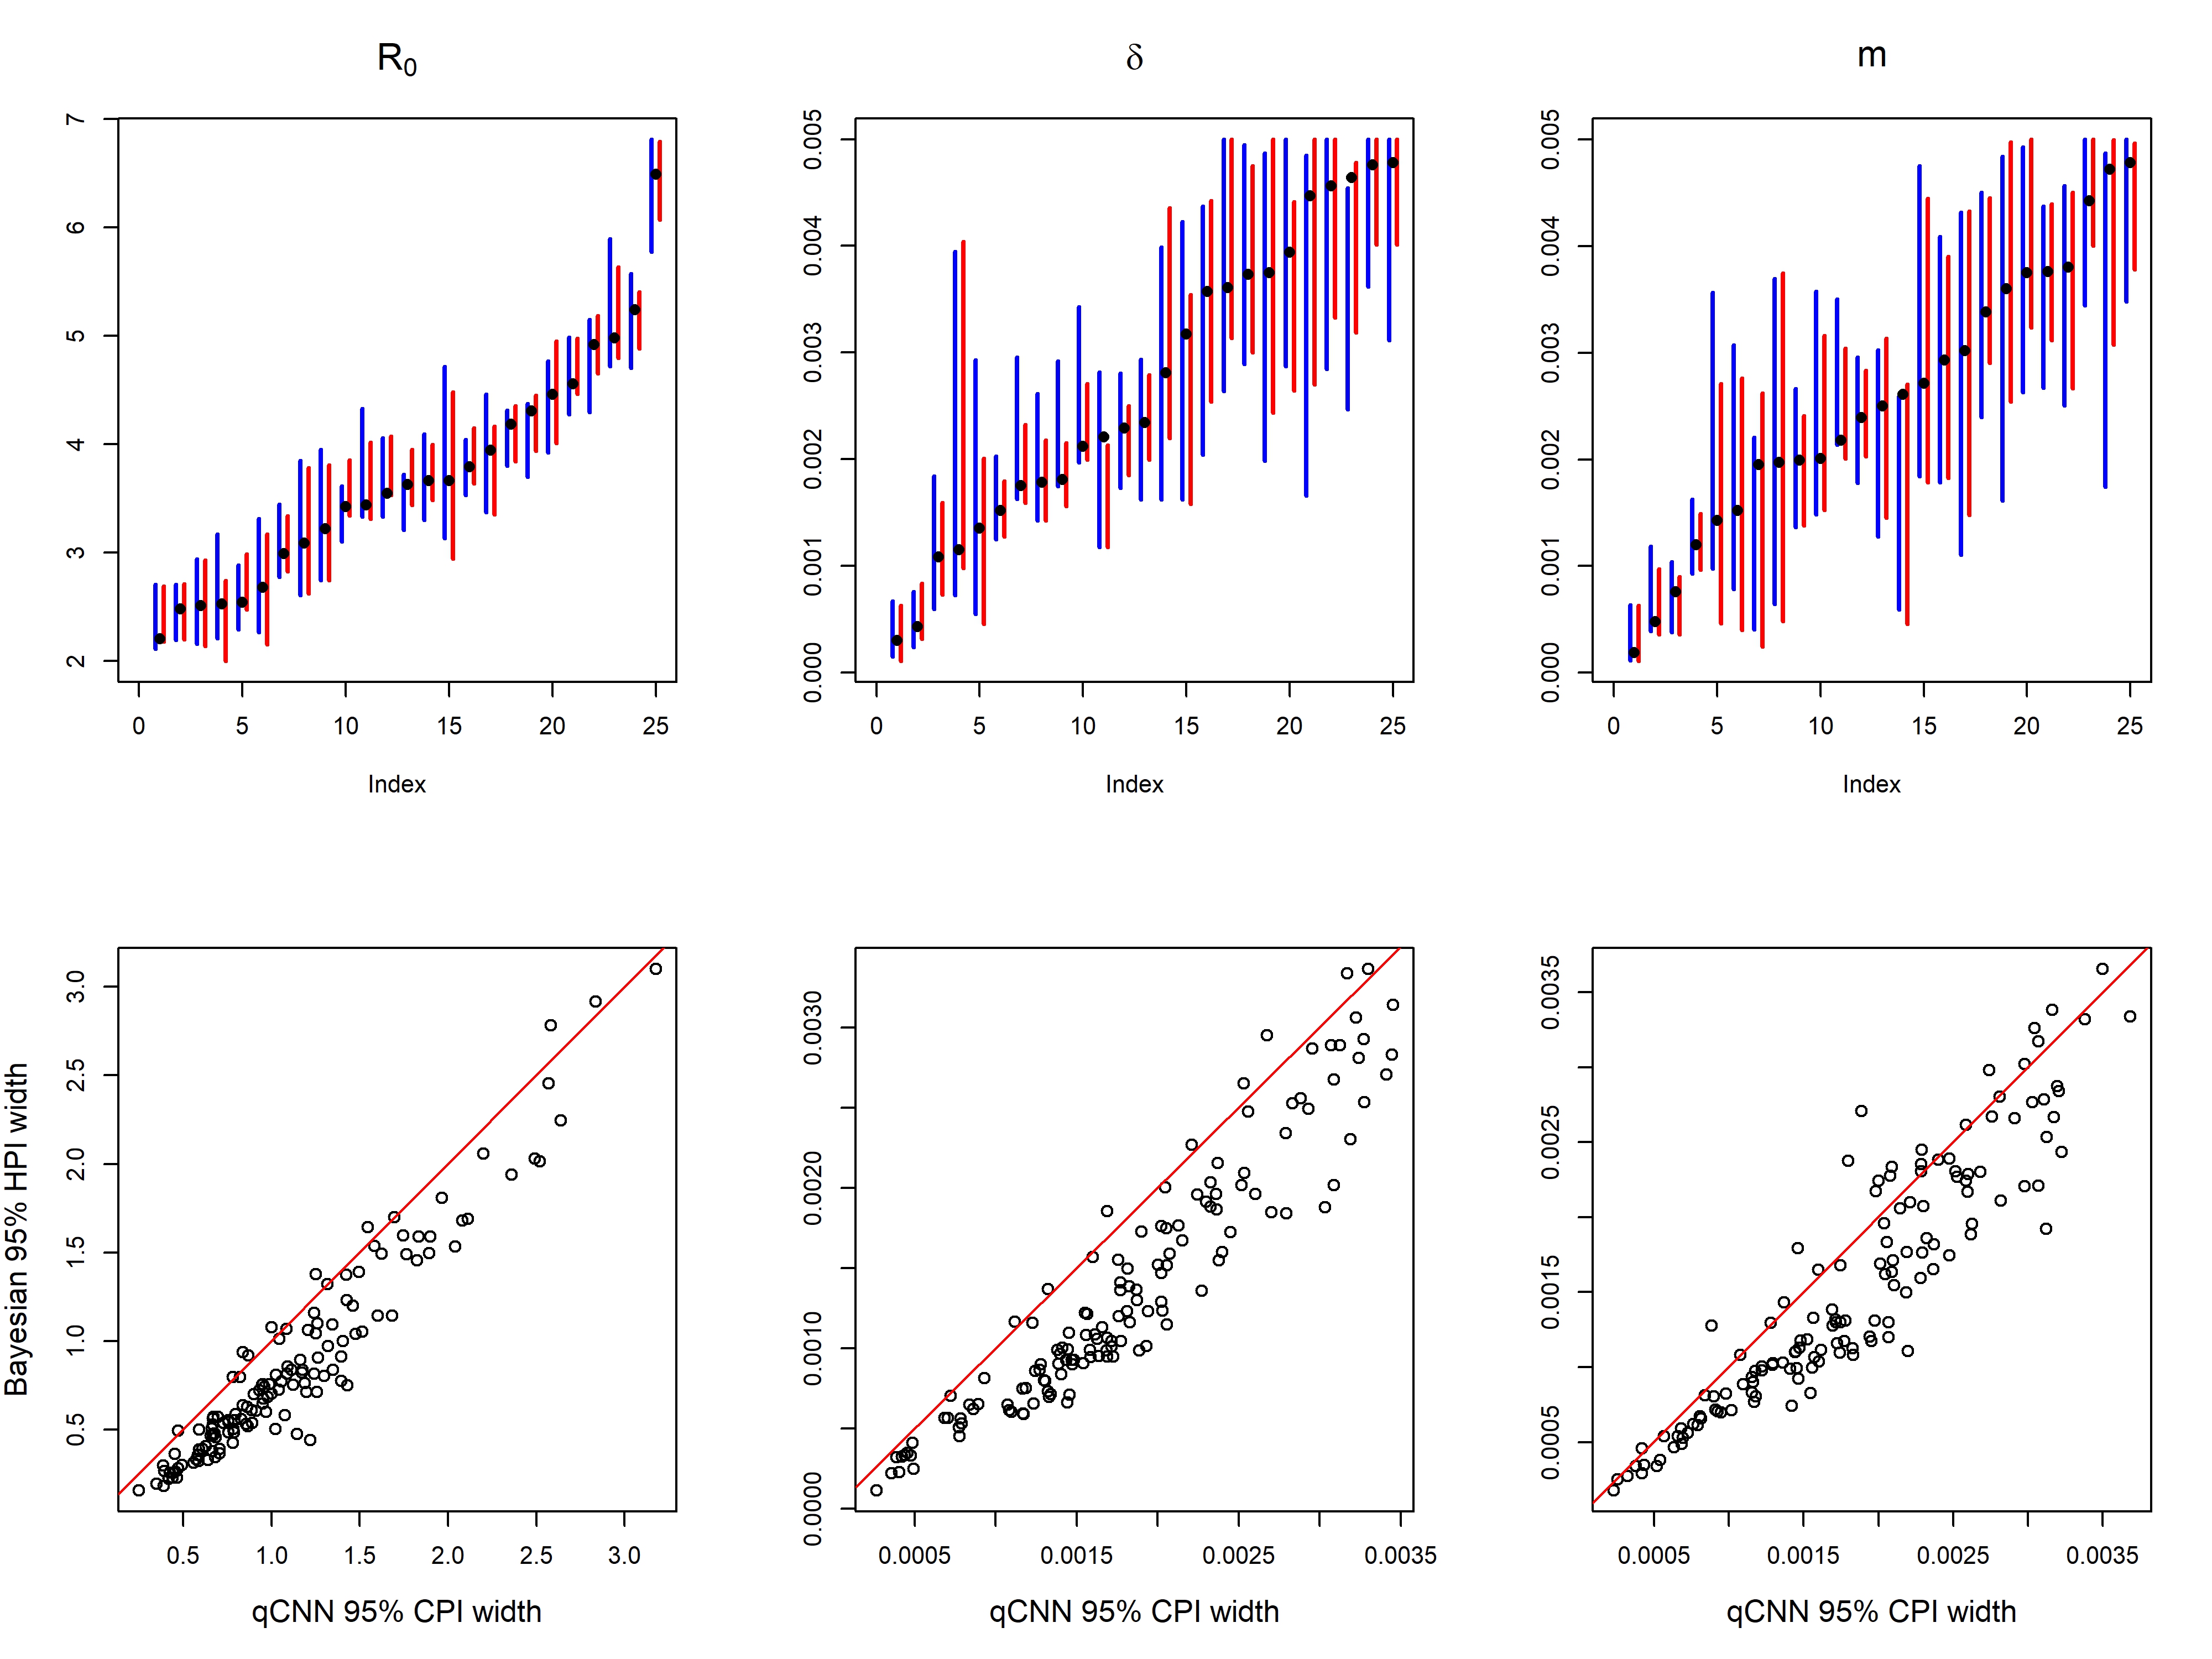 R₀
δ
m
7
6
5
4
3
2
0 5 10 15 20 25
Index
0.005
0.004
0.003
0.002
0.001
0.000
0 5 10 15 20 25
Index
0.005
0.004
0.003
0.002
0.001
0.000
0 5 10 15 20 25
Index
Bayesian 95% HPI width
3.0
2.5
2.0
1.5
1.0
0.5
0.5 1.0 1.5 2.0 2.5 3.0
qCNN 95% CPI width
0.0030
0.0020
0.0010
0.0000
0.0005 0.0015 0.0025 0.0035
qCNN 95% CPI width
0.0035
0.0025
0.0015
0.0005
0.0005 0.0015 0.0025 0.0035
qCNN 95% CPI width